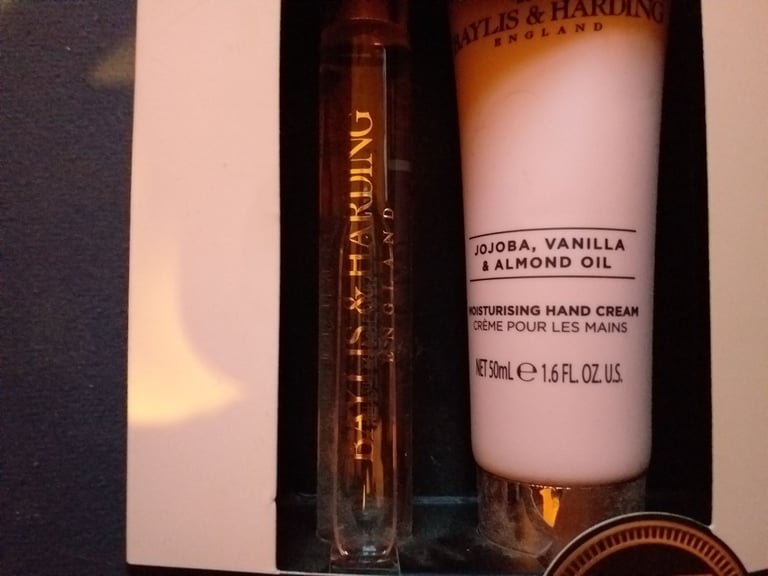 BAYLIS & HARDING
ENGLAND
BAYLIS & HARDING
ENGLAND
JOJOBA, VANILLA
& ALMOND OIL
MOISTURISING HAND CREAM
CRÈME POUR LES MAINS
NET 50mL ℮ 1.6 FL. OZ. U.S.